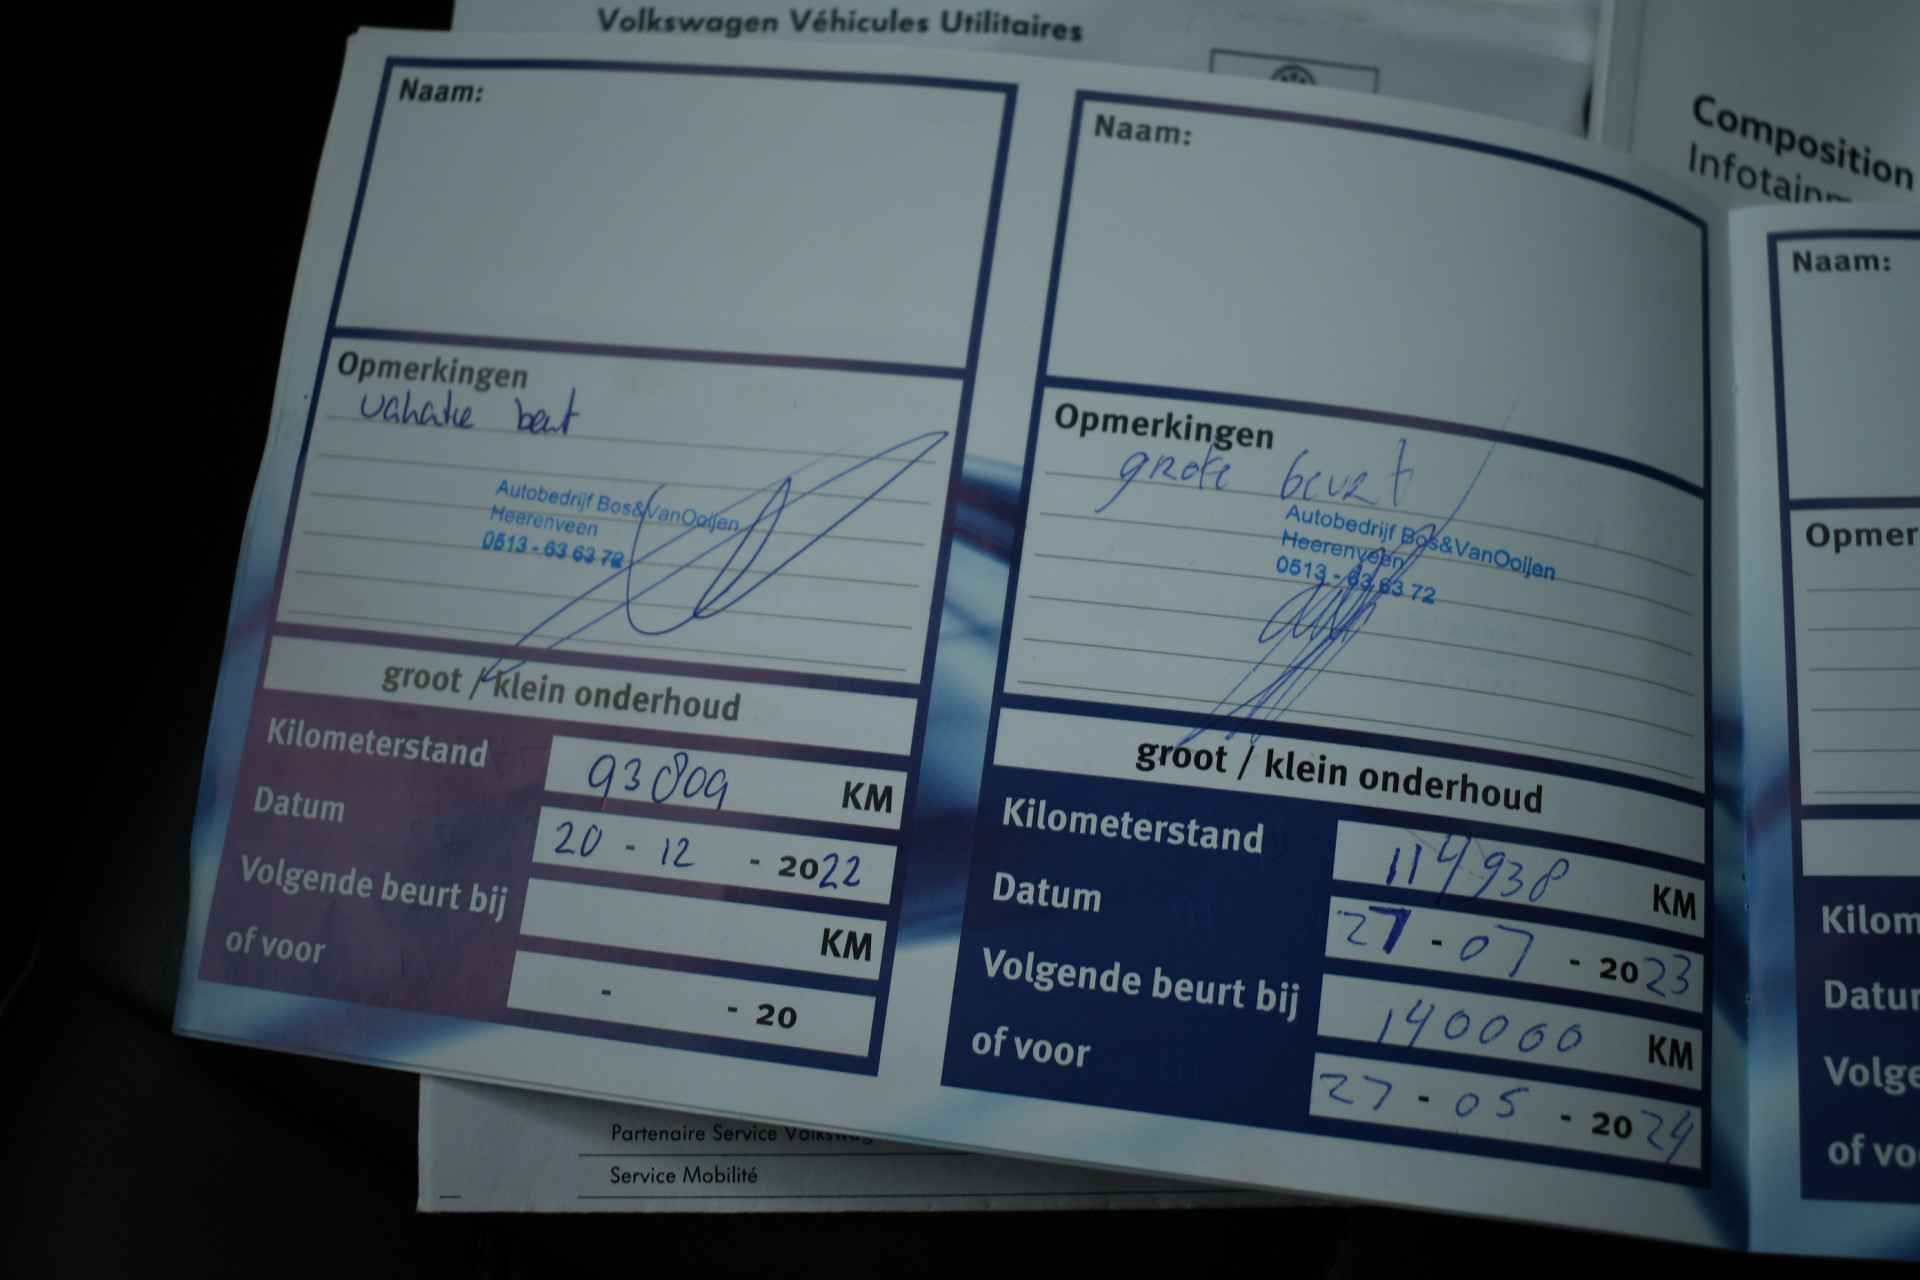 Volkswagen Véhicules Utilitaires
Composition
Naam:
Opmerkingen
vakatie beurt
Autobedrijf Bos&VanOoijen
Heerenveen
0513 - 63 63 72
groot / klein onderhoud
Kilometerstand 93809 KM
Datum 20 - 12 - 2022
Volgende beurt bij KM
of voor - - 20
Naam:
Opmerkingen
grote beurt
Autobedrijf Bos&VanOoijen
Heerenveen
0513 - 63 63 72
groot / klein onderhoud
Kilometerstand 114938 KM
Datum 27 - 07 - 2023
Volgende beurt bij 140000 KM
of voor 27 - 05 - 2024
Naam:
Opmer
Kilom
Datu
Volge
of vo
Partenaire Service
Service Mobilité